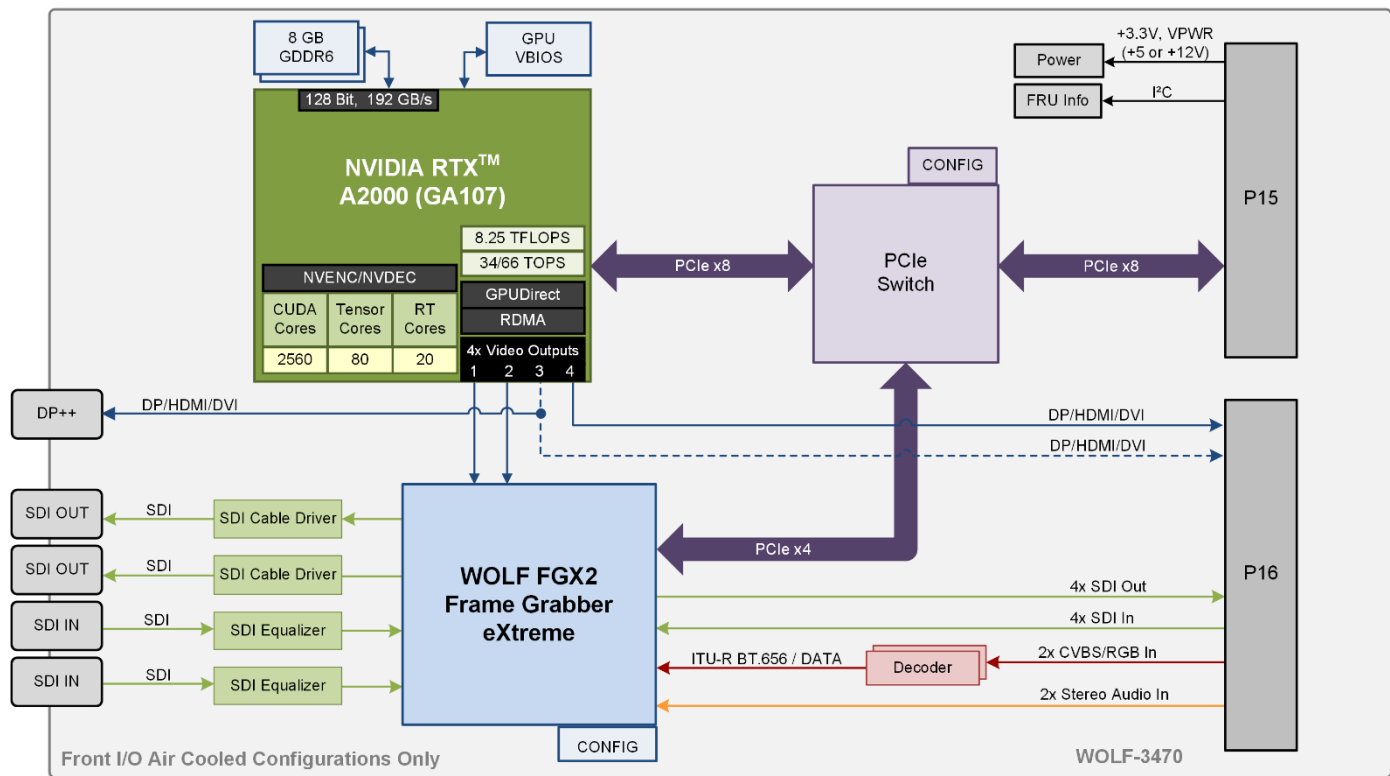 8 GB
GDDR6
GPU
VBIOS
128 Bit, 192 GB/s
NVIDIA RTX™
A2000 (GA107)
8.25 TFLOPS
34/66 TOPS
NVENC/NVDEC
GPUDirect
RDMA
CUDA
Cores
Tensor
Cores
RT
Cores
2560
80
20
4x Video Outputs
1 2 3 4
PCIe x8
CONFIG
PCIe
Switch
PCIe x8
+3.3V, VPWR
(+5 or +12V)
Power
FRU Info
I²C
P15
DP++
DP/HDMI/DVI
DP/HDMI/DVI
DP/HDMI/DVI
SDI OUT
SDI
SDI Cable Driver
SDI OUT
SDI
SDI Cable Driver
SDI IN
SDI
SDI Equalizer
SDI IN
SDI
SDI Equalizer
WOLF FGX2
Frame Grabber
eXtreme
CONFIG
PCIe x4
4x SDI Out
4x SDI In
ITU-R BT.656 / DATA
Decoder
2x CVBS/RGB In
2x Stereo Audio In
P16
Front I/O Air Cooled Configurations Only
WOLF-3470